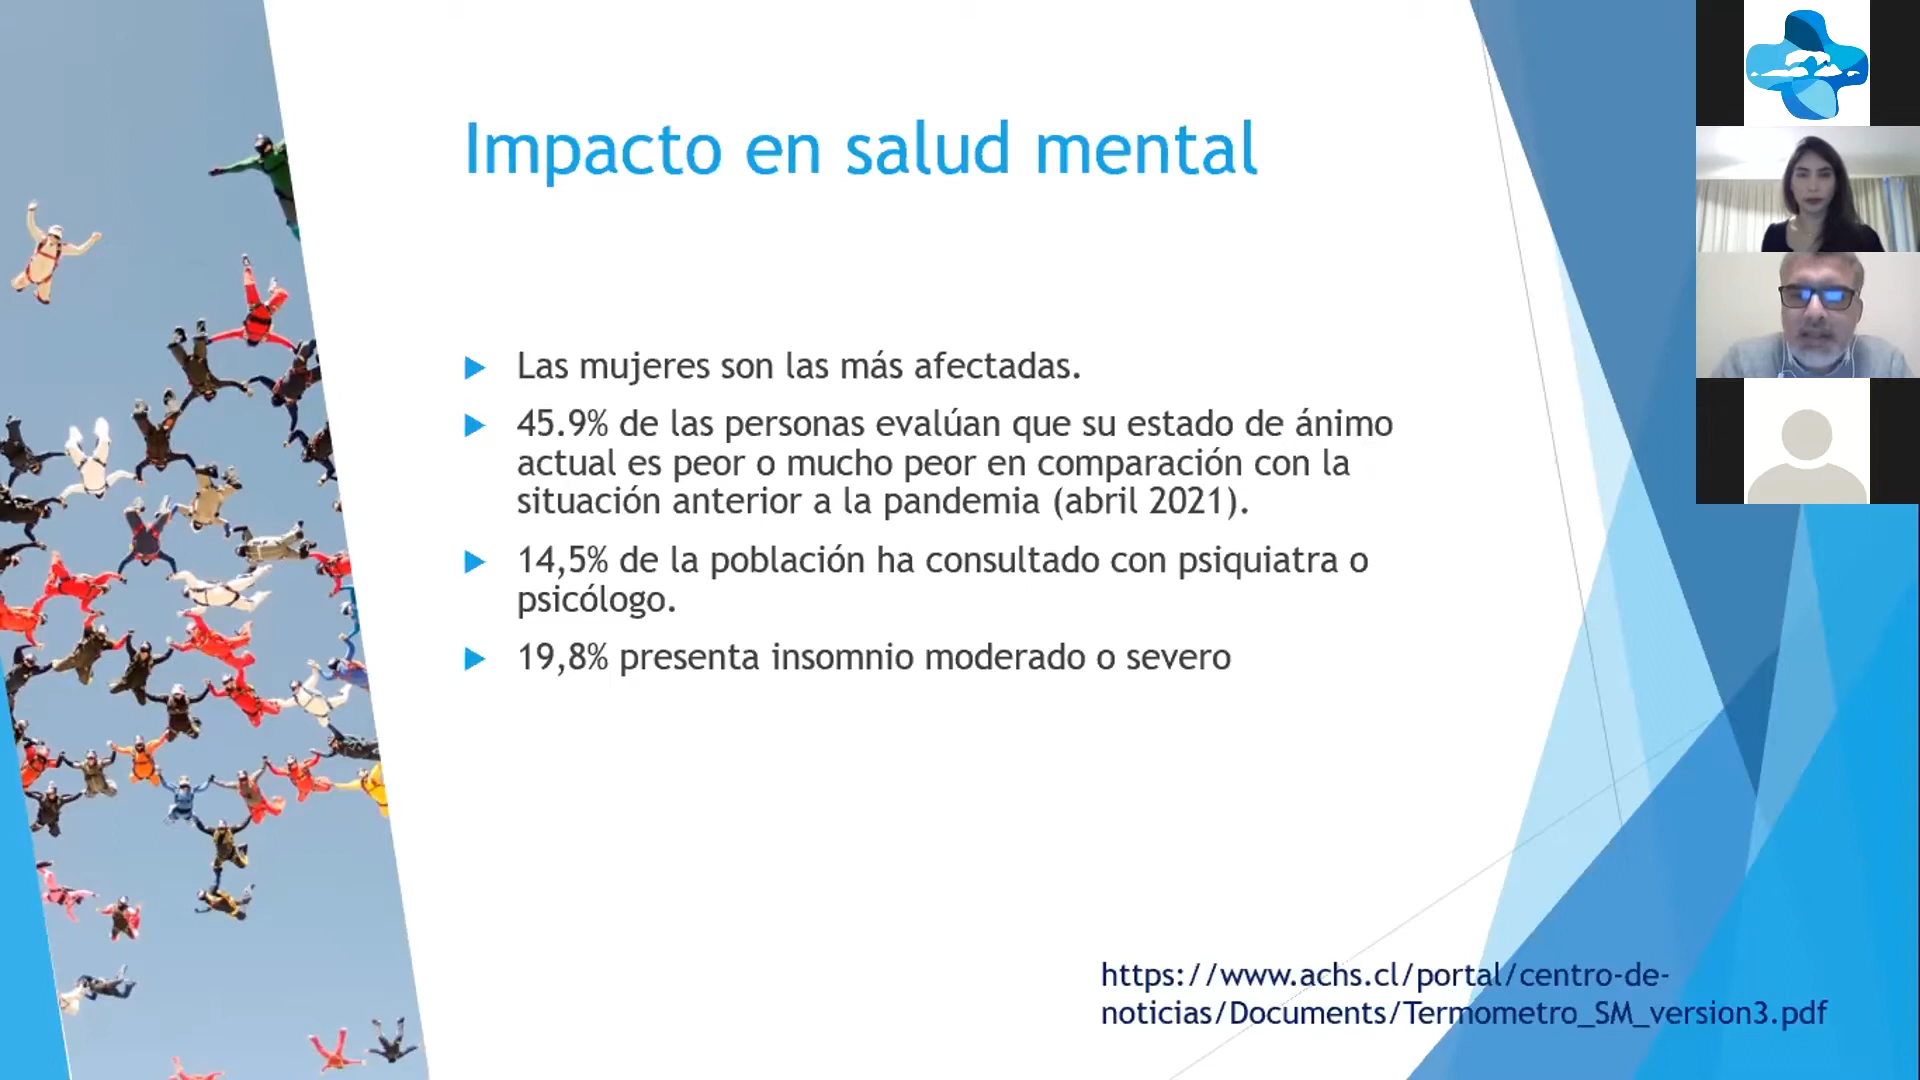 Impacto en salud mental
Las mujeres son las más afectadas.
45.9% de las personas evalúan que su estado de ánimo
actual es peor o mucho peor en comparación con la
situación anterior a la pandemia (abril 2021).
14,5% de la población ha consultado con psiquiatra o
psicólogo.
19,8% presenta insomnio moderado o severo
https://www.achs.cl/portal/centro-de-
noticias/Documents/Termometro_SM_version3.pdf